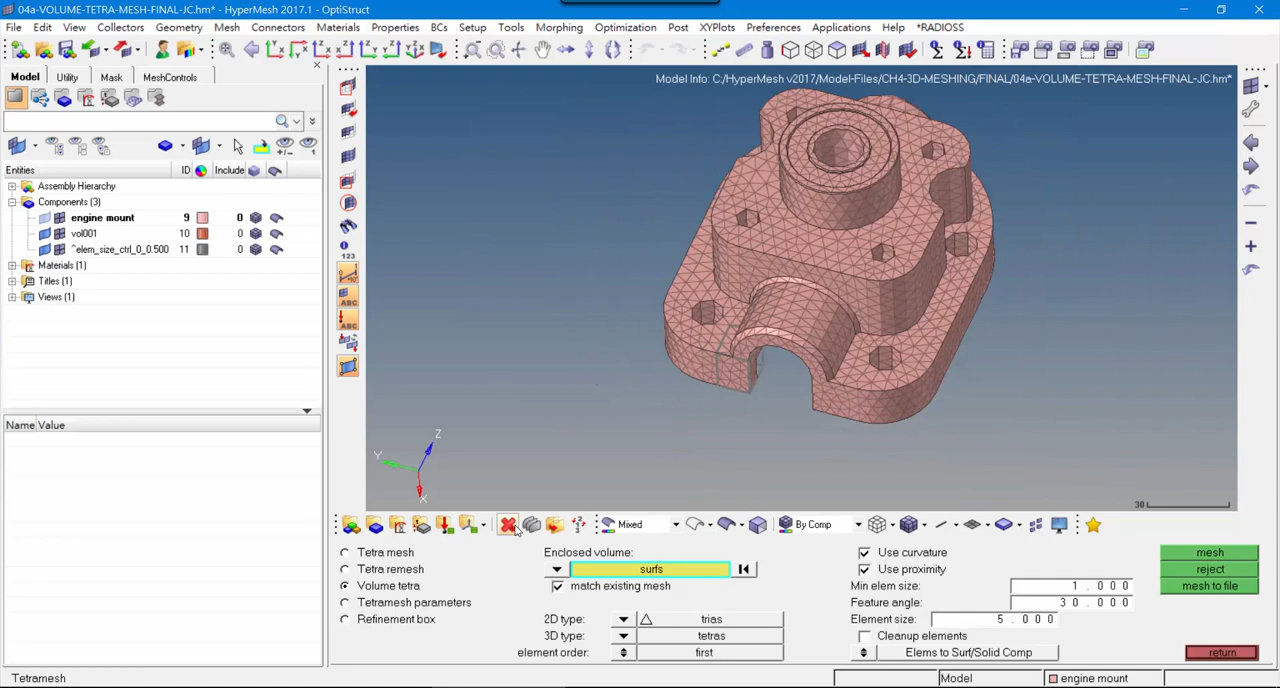 04a-VOLUME-TETRA-MESH-FINAL-JC.hm* - HyperMesh 2017.1 - OptiStruct
File Edit View Collectors Geometry Mesh Connectors Materials Properties BCs Setup Tools Morphing Optimization Post XYPlots Preferences Applications Help *RADIOSS
Model Utility Mask MeshControls
Model Info: C:/HyperMesh v2017/Model-Files/CH4-3D-MESHING/FINAL/04a-VOLUME-TETRA-MESH-FINAL-JC.hm*
Entities ID Include
Assembly Hierarchy
Components (3)
engine mount 9 0
vol001 10 0
^elem_size_ctrl_0_0.500 11 0
Materials (1)
Titles (1)
Views (1)
Name Value
123
ABC
ABC
Z
Y
X
30
Mixed
By Comp
Tetra mesh
Tetra remesh
Volume tetra
Tetramesh parameters
Refinement box
Enclosed volume:
surfs
match existing mesh
2D type: trias
3D type: tetras
element order: first
Use curvature
Use proximity
Min elem size: 1.000
Feature angle: 30.000
Element size: 5.000
Cleanup elements
Elems to Surf/Solid Comp
mesh
reject
mesh to file
return
Tetramesh
Model
engine mount